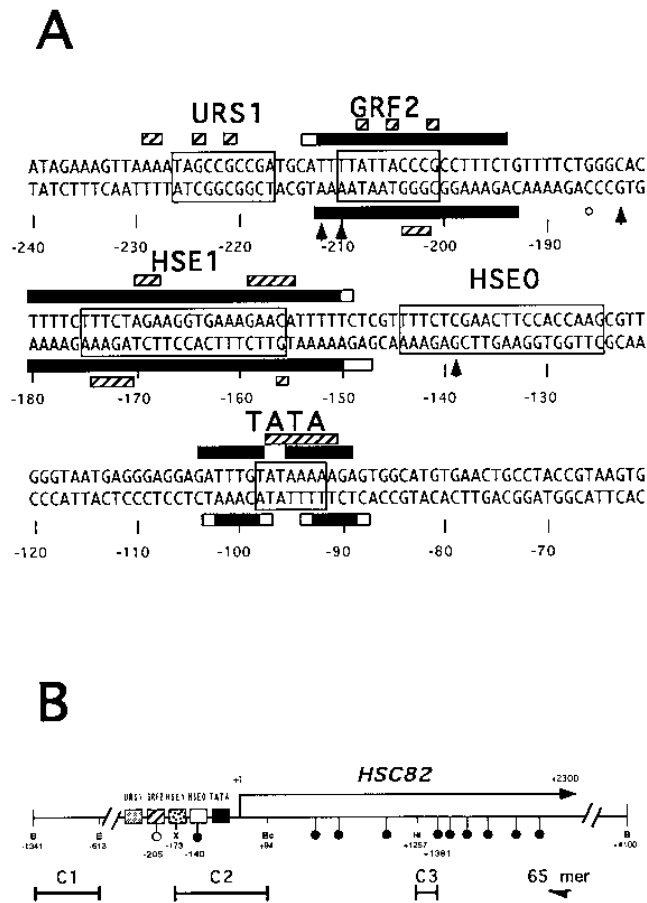 A
URS1 GRF2
ATAGAAAGTTAAAATAGCCGCCGATGCATTTTATTACCCGCCTTTCTGTTTTCTGGGCAC
TATCTTTCAATTTTATCGGCGGCTACGTAAAATAATGGGCGGAAAGACAAAAGACCCGTG
-240 -230 -220 -210 -200 -190
HSE1 HSE0
TTTTCTTTCTAGAAGGTGAAAGAACATTTTTCTCGTTTTCTCGAACTTCCACCAAGCGTT
AAAAGAAAGATCTTCCACTTTCTTGTAAAAAGAGCAAAAGAGCTTGAAGGTGGTTCGCAA
-180 -170 -160 -150 -140 -130
TATA
GGGTAATGAGGGAGGAGATTTGTATAAAAAGAGTGGCATGTGAACTGCCTACCGTAAGTG
CCCATTACTCCCTCCTCTAAACATATTTTTCTCACCGTACACTTGACGGATGGCATTCAC
-120 -110 -100 -90 -80 -70
B
+1 HSC82 +2300
URS1 GRF2 HSE1 HSE0 TATA
B E X Bc B
-1341 -613 -205 -173 -140 +94 +1257 +1381 +4100
C1 C2 C3 65 mer